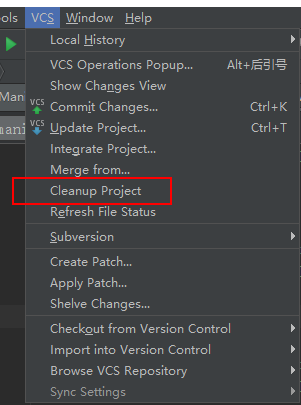 ols VCS Window Help
Local History
VCS Operations Popup... Alt+后引号
Mani
Show Changes View
VCS Commit Changes... Ctrl+K
mani
VCS Update Project... Ctrl+T
Integrate Project...
Merge from...
Cleanup Project
Refresh File Status
Subversion
Create Patch...
Apply Patch...
Shelve Changes...
Checkout from Version Control
Import into Version Control
Browse VCS Repository
Sync Settings